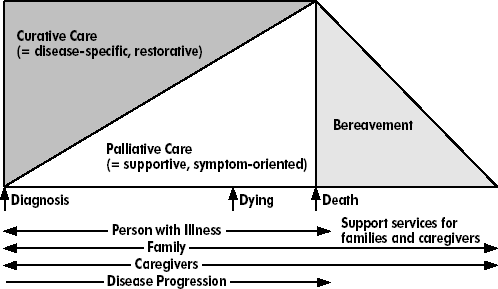 Curative Care
(= disease-specific, restorative)
Palliative Care
(= supportive, symptom-oriented)
Bereavement
Diagnosis
Dying
Death
Person with Illness
Support services for
families and caregivers
Family
Caregivers
Disease Progression